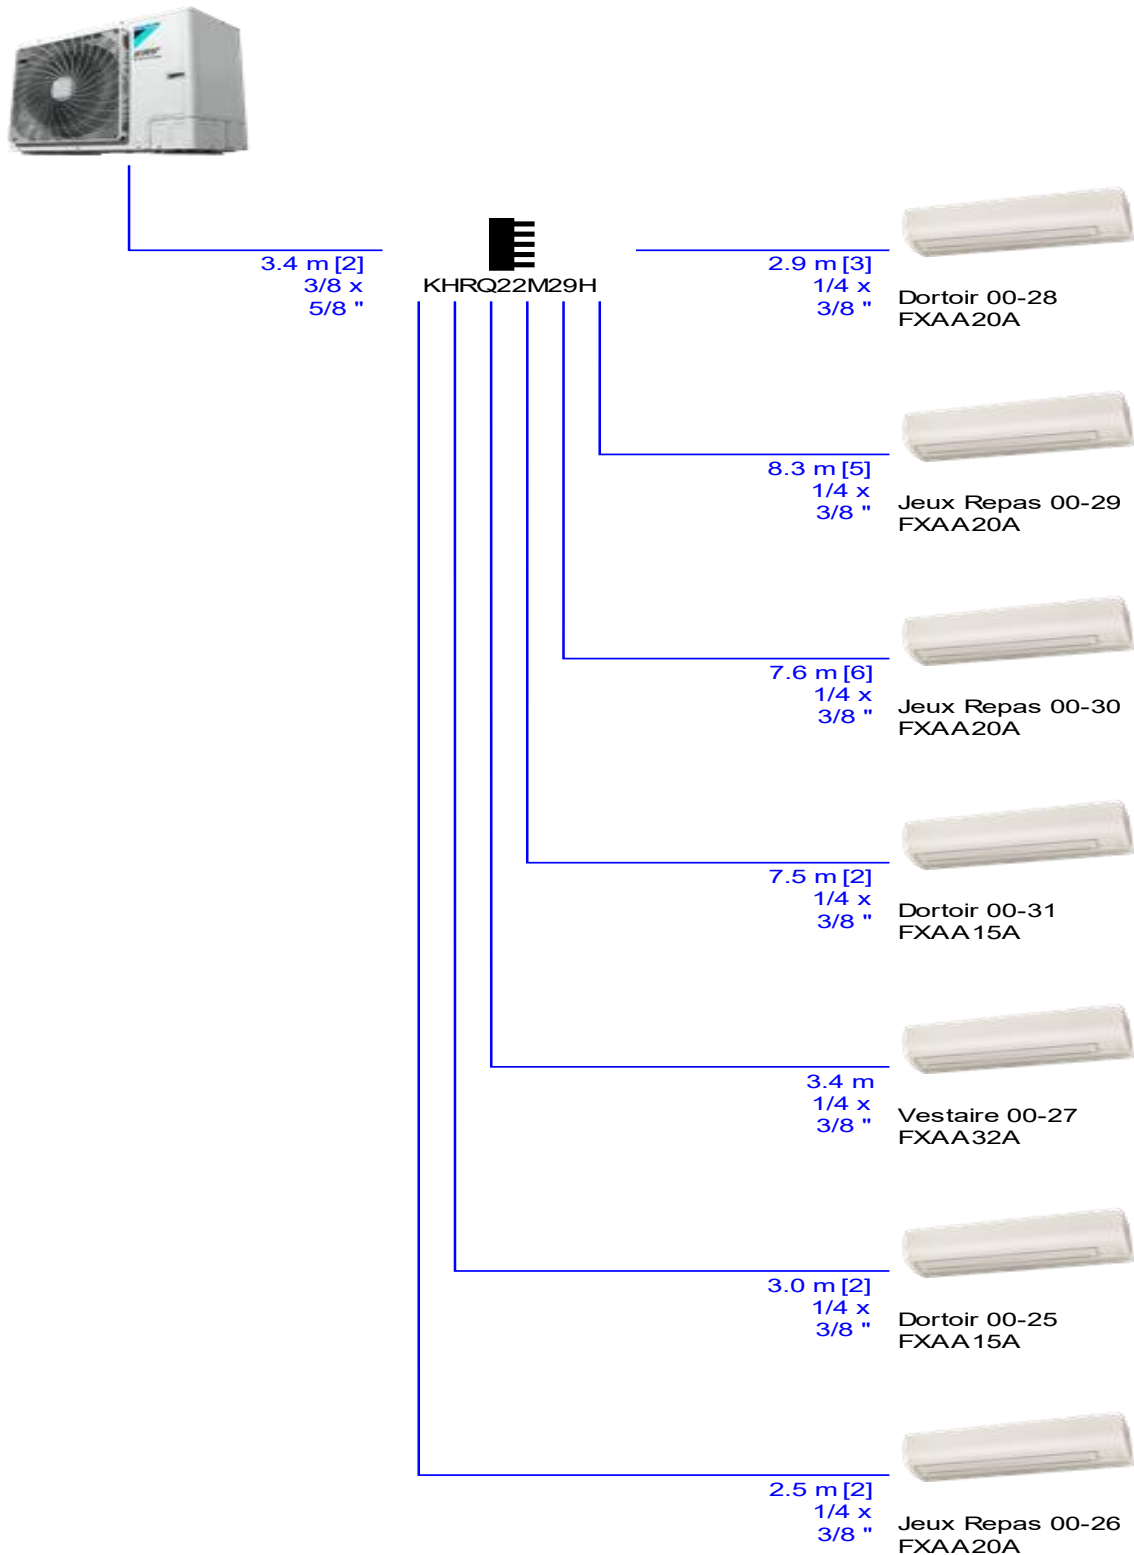 3.4 m [2]
3/8 x
5/8 "
KHRQ22M29H
2.9 m [3]
1/4 x
3/8 "
Dortoir 00-28
FXAA20A
8.3 m [5]
1/4 x
3/8 "
Jeux Repas 00-29
FXAA20A
7.6 m [6]
1/4 x
3/8 "
Jeux Repas 00-30
FXAA20A
7.5 m [2]
1/4 x
3/8 "
Dortoir 00-31
FXAA15A
3.4 m
1/4 x
3/8 "
Vestaire 00-27
FXAA32A
3.0 m [2]
1/4 x
3/8 "
Dortoir 00-25
FXAA15A
2.5 m [2]
1/4 x
3/8 "
Jeux Repas 00-26
FXAA20A